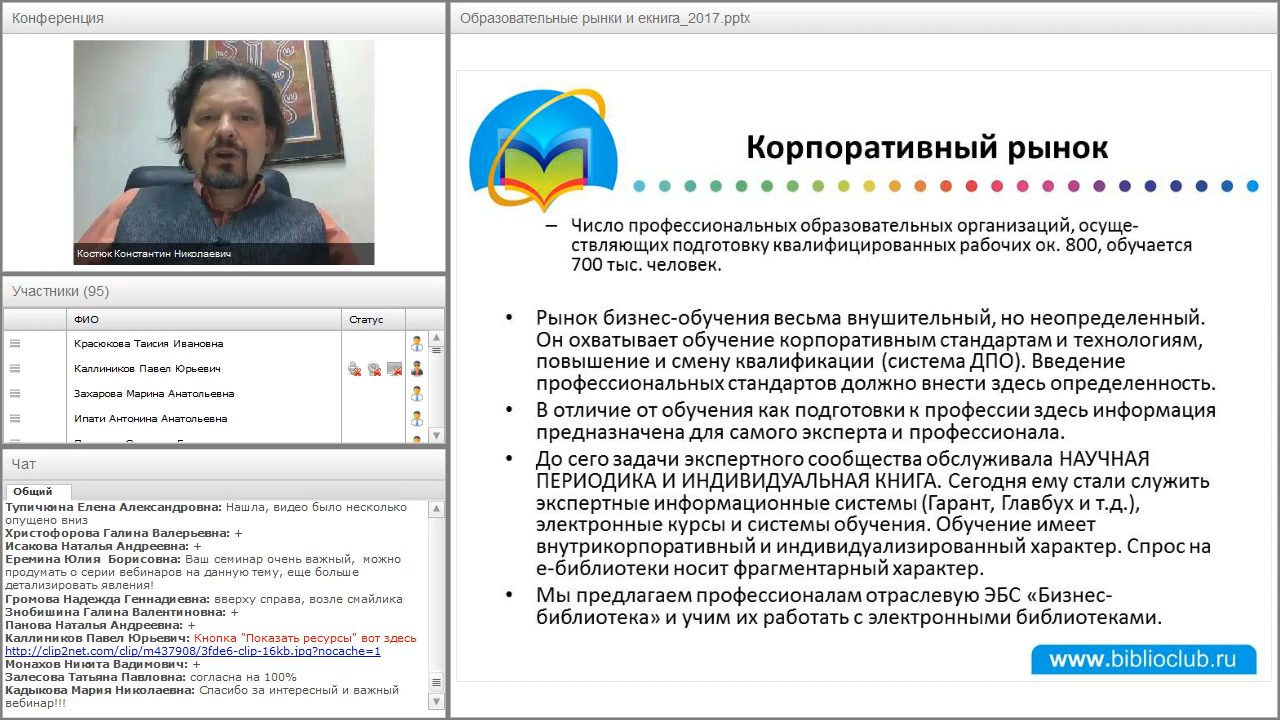 Конференция
Костюк Константин Николаевич
Участники (95)
ФИО
Статус
Красюкова Таисия Ивановна
Каллиников Павел Юрьевич
Захарова Марина Анатольевна
Ипати Антонина Анатольевна
Чат
Общий
Тупичкина Елена Александровна: Нашла, видео было несколько
опущено вниз
Христофорова Галина Валерьевна: +
Исакова Наталья Андреевна: +
Еремина Юлия Борисовна: Ваш семинар очень важный, можно
продумать о серии вебинаров на данную тему, еще больше
детализировать явления!
Громова Надежда Геннадиевна: вверху справа, возле смайлика
Знобишина Галина Валентиновна: +
Панова Наталья Андреевна: +
Каллиников Павел Юрьевич: Кнопка "Показать ресурсы" вот здесь
http://clip2net.com/clip/m437908/3fde6-clip-16kb.jpg?nocache=1
Монахов Никита Вадимович: +
Залесова Татьяна Павловна: согласна на 100%
Кадыкова Мария Николаевна: Спасибо за интересный и важный
вебинар!!!
Образовательные рынки и екнига_2017.pptx
Корпоративный рынок
– Число профессиональных образовательных организаций, осуще-
ствляющих подготовку квалифицированных рабочих ок. 800, обучается
700 тыс. человек.
• Рынок бизнес-обучения весьма внушительный, но неопределенный.
Он охватывает обучение корпоративным стандартам и технологиям,
повышение и смену квалификации (система ДПО). Введение
профессиональных стандартов должно внести здесь определенность.
• В отличие от обучения как подготовки к профессии здесь информация
предназначена для самого эксперта и профессионала.
• До сего задачи экспертного сообщества обслуживала НАУЧНАЯ
ПЕРИОДИКА И ИНДИВИДУАЛЬНАЯ КНИГА. Сегодня ему стали служить
экспертные информационные системы (Гарант, Главбух и т.д.),
электронные курсы и системы обучения. Обучение имеет
внутрикорпоративный и индивидуализированный характер. Спрос на
е-библиотеки носит фрагментарный характер.
• Мы предлагаем профессионалам отраслевую ЭБС «Бизнес-
библиотека» и учим их работать с электронными библиотеками.
www.biblioclub.ru